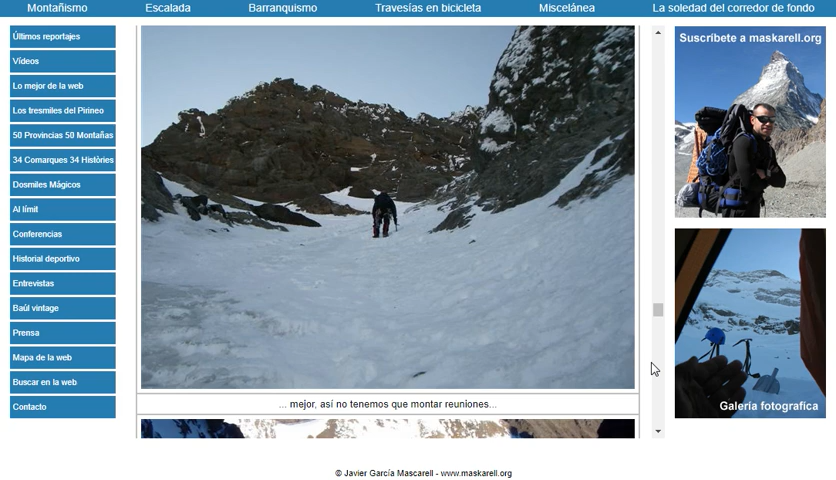 Montañismo
Escalada
Barranquismo
Travesías en bicicleta
Miscelánea
La soledad del corredor de fondo
Últimos reportajes
Vídeos
Lo mejor de la web
Los tresmiles del Pirineo
50 Provincias 50 Montañas
34 Comarques 34 Històries
Dosmiles Mágicos
Al límit
Conferencias
Historial deportivo
Entrevistas
Baúl vintage
Prensa
Mapa de la web
Buscar en la web
Contacto
... mejor, así no tenemos que montar reuniones...
Suscríbete a maskarell.org
Galería fotografica
© Javier García Mascarell - www.maskarell.org